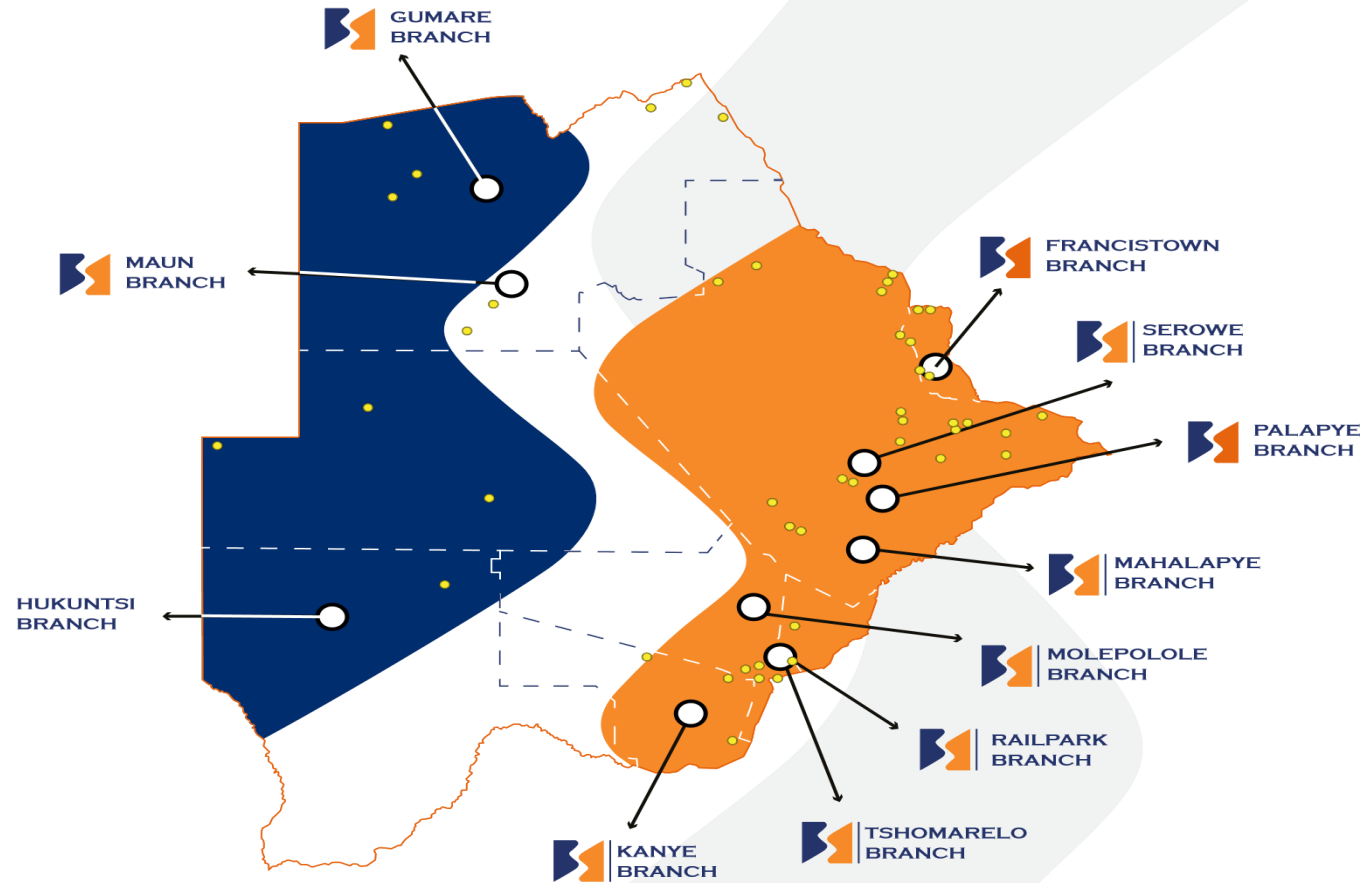 GUMARE
BRANCH
MAUN
BRANCH
FRANCISTOWN
BRANCH
SEROWE
BRANCH
PALAPYE
BRANCH
MAHALAPYE
BRANCH
HUKUNTSI
BRANCH
MOLEPOLOLE
BRANCH
RAILPARK
BRANCH
TSHOMARELO
BRANCH
KANYE
BRANCH